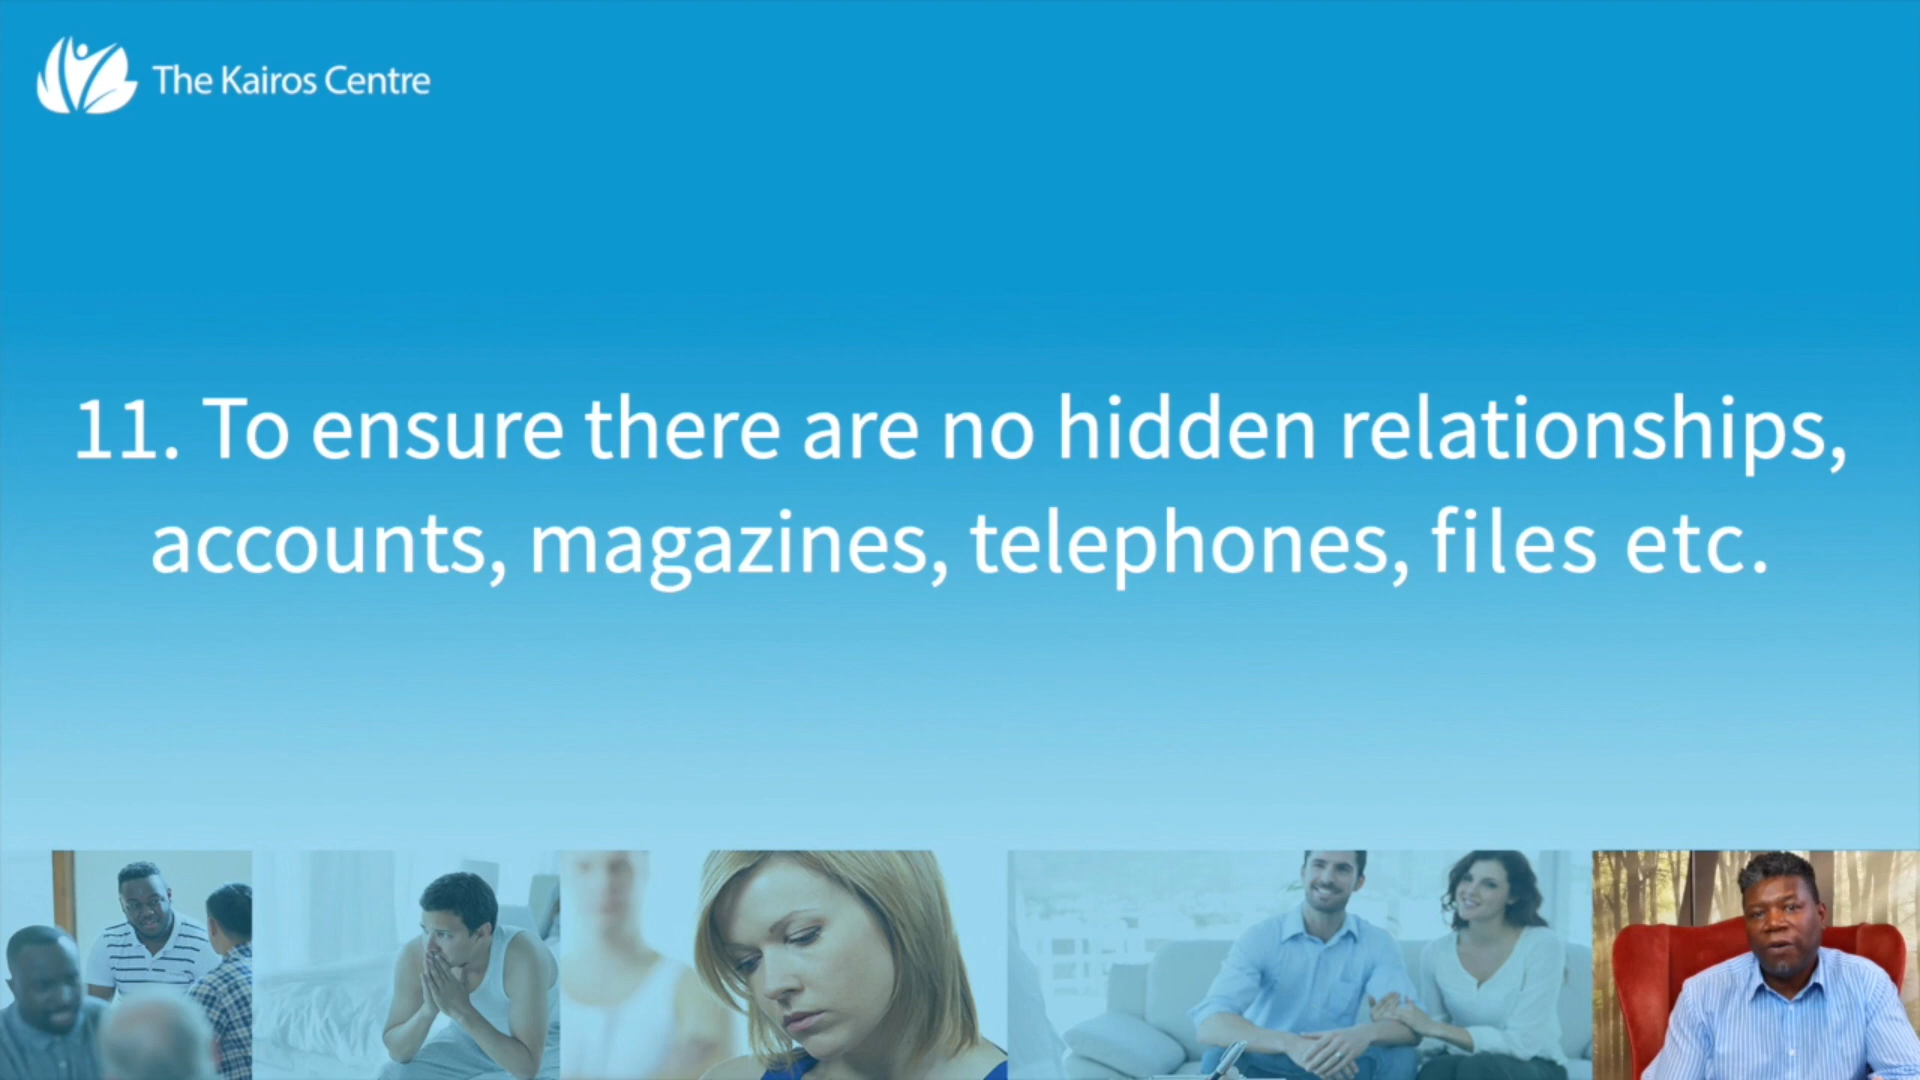 The Kairos Centre
11. To ensure there are no hidden relationships,
accounts, magazines, telephones, files etc.